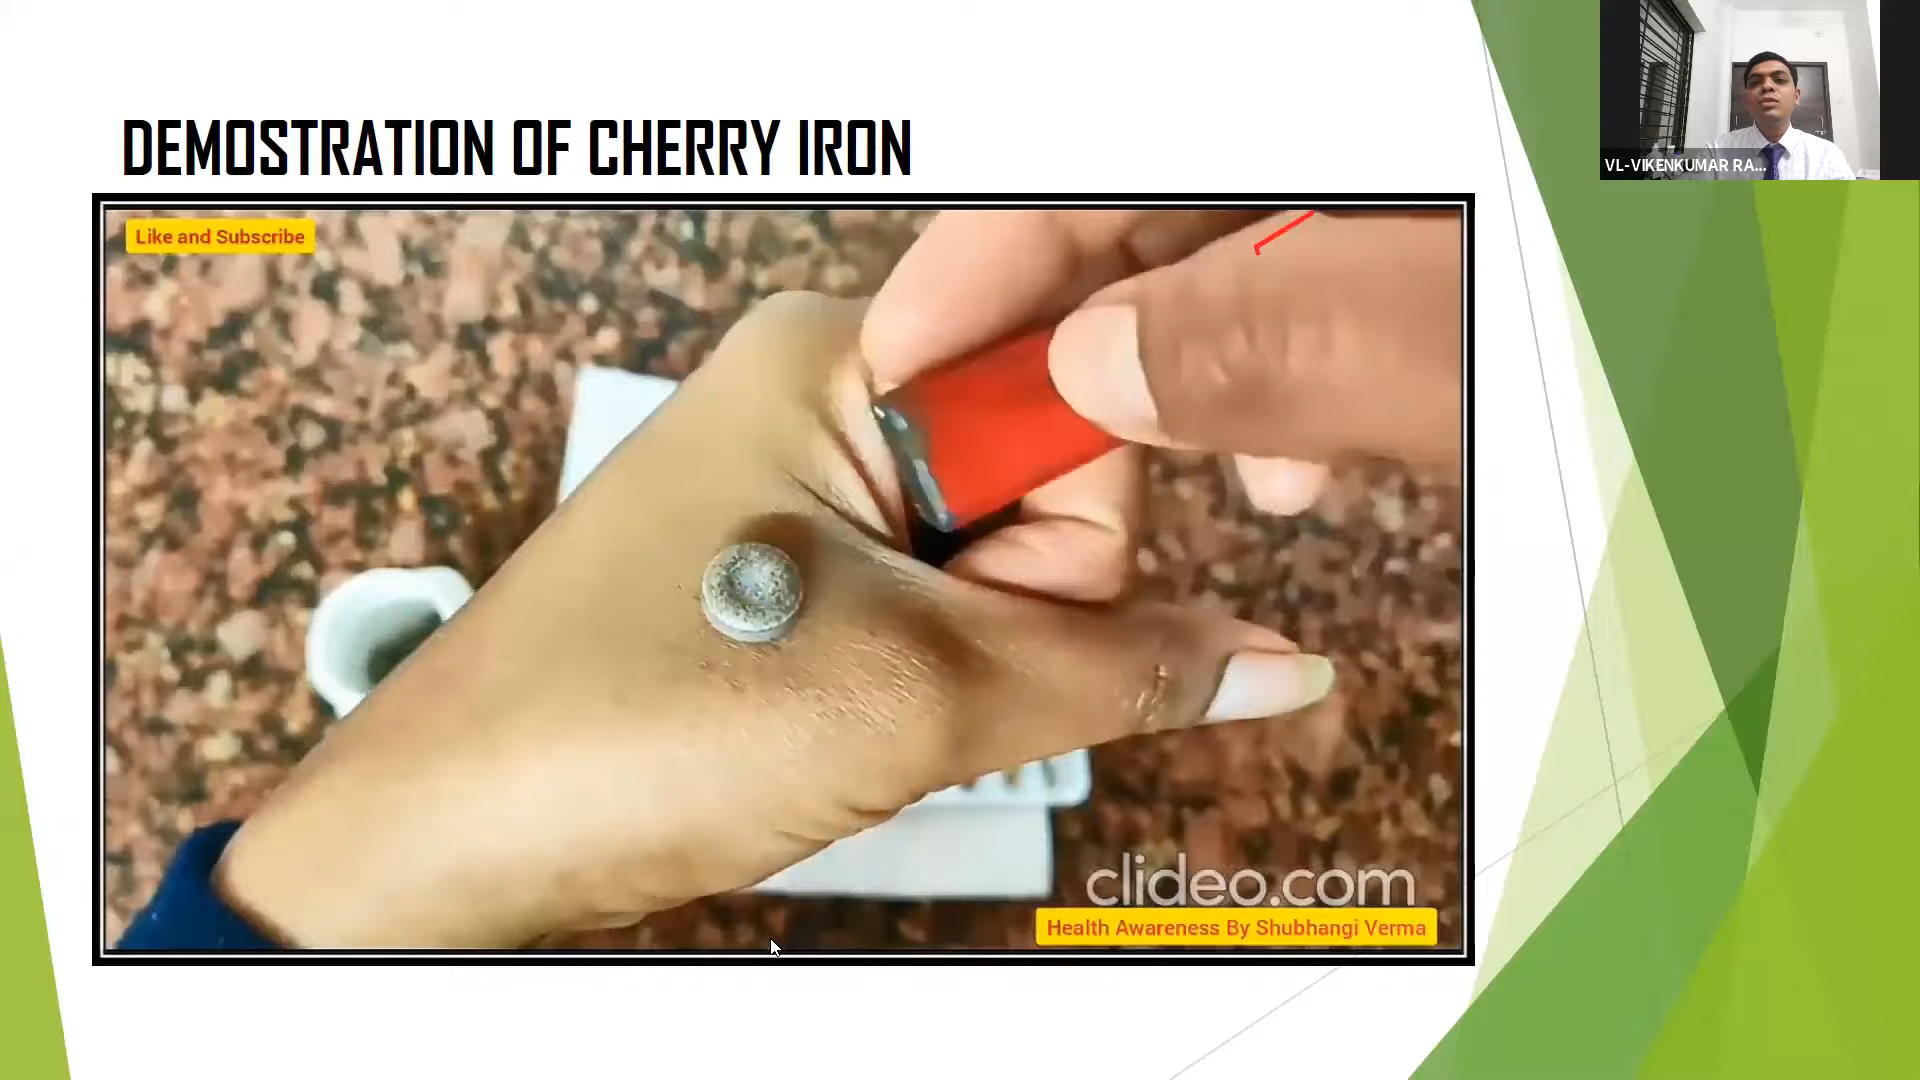 VL-VIKENKUMAR RA...
DEMOSTRATION OF CHERRY IRON
Like and Subscribe
clideo.com
Health Awareness By Shubhangi Verma